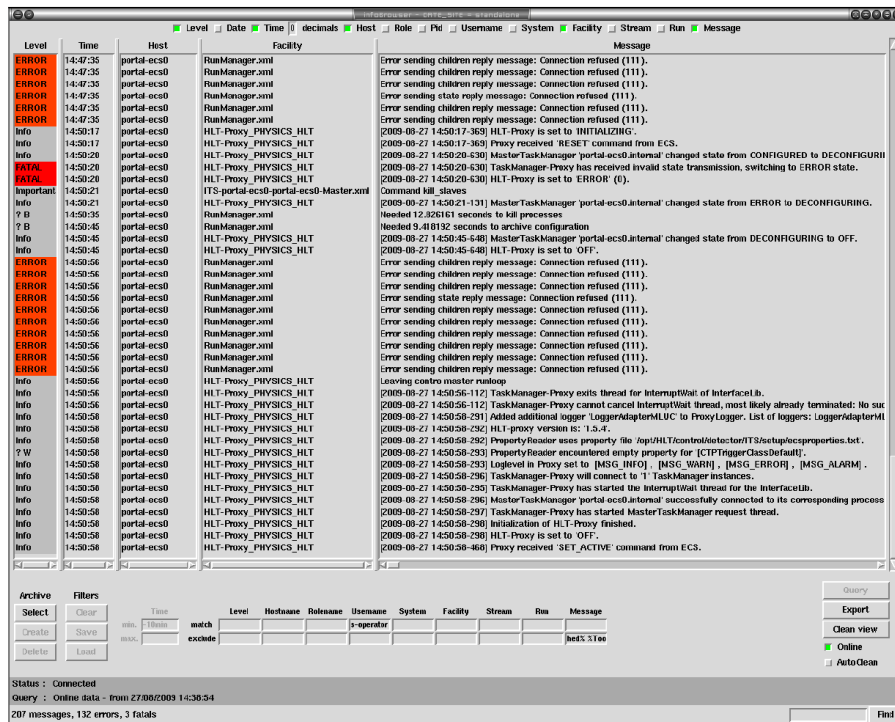 InfoBrowser - DATE_SITE = standalone
Level Date Time 0 decimals Host Role Pid Username System Facility Stream Run Message
Level Time Host Facility Message
ERROR 14:47:35 portal-ecs0 RunManager.xml Error sending children reply message: Connection refused (111).
ERROR 14:47:35 portal-ecs0 RunManager.xml Error sending children reply message: Connection refused (111).
ERROR 14:47:35 portal-ecs0 RunManager.xml Error sending children reply message: Connection refused (111).
ERROR 14:47:35 portal-ecs0 RunManager.xml Error sending state reply message: Connection refused (111).
ERROR 14:47:35 portal-ecs0 RunManager.xml Error sending children reply message: Connection refused (111).
ERROR 14:47:35 portal-ecs0 RunManager.xml Error sending children reply message: Connection refused (111).
Info 14:50:17 portal-ecs0 HLT-Proxy_PHYSICS_HLT [2009-08-27 14:50:17-369] HLT-Proxy is set to 'INITIALIZING'.
Info 14:50:17 portal-ecs0 HLT-Proxy_PHYSICS_HLT [2009-08-27 14:50:17-369] Proxy received 'RESET' command from ECS.
Info 14:50:20 portal-ecs0 HLT-Proxy_PHYSICS_HLT [2009-08-27 14:50:20-630] MasterTaskManager 'portal-ecs0.internal' changed state from CONFIGURED to DECONFIGURII
FATAL 14:50:20 portal-ecs0 HLT-Proxy_PHYSICS_HLT [2009-08-27 14:50:20-630] TaskManager-Proxy has received invalid state transmission, switching to ERROR state.
FATAL 14:50:20 portal-ecs0 HLT-Proxy_PHYSICS_HLT [2009-08-27 14:50:20-630] HLT-Proxy is set to 'ERROR' (0).
Important 14:50:21 portal-ecs0 ITS-portal-ecs0-portal-ecs0-Master.xml Command kill_slaves
Info 14:50:21 portal-ecs0 HLT-Proxy_PHYSICS_HLT [2009-08-27 14:50:21-131] MasterTaskManager 'portal-ecs0.internal' changed state from ERROR to DECONFIGURING.
? B 14:50:35 portal-ecs0 RunManager.xml Needed 12.826161 seconds to kill processes
? B 14:50:45 portal-ecs0 RunManager.xml Needed 9.418192 seconds to archive configuration
Info 14:50:45 portal-ecs0 HLT-Proxy_PHYSICS_HLT [2009-08-27 14:50:45-648] MasterTaskManager 'portal-ecs0.internal' changed state from DECONFIGURING to OFF.
Info 14:50:45 portal-ecs0 HLT-Proxy_PHYSICS_HLT [2009-08-27 14:50:45-648] HLT-Proxy is set to 'OFF'.
ERROR 14:50:56 portal-ecs0 RunManager.xml Error sending children reply message: Connection refused (111).
ERROR 14:50:56 portal-ecs0 RunManager.xml Error sending children reply message: Connection refused (111).
ERROR 14:50:56 portal-ecs0 RunManager.xml Error sending children reply message: Connection refused (111).
ERROR 14:50:56 portal-ecs0 RunManager.xml Error sending state reply message: Connection refused (111).
ERROR 14:50:56 portal-ecs0 RunManager.xml Error sending children reply message: Connection refused (111).
ERROR 14:50:56 portal-ecs0 RunManager.xml Error sending children reply message: Connection refused (111).
ERROR 14:50:56 portal-ecs0 RunManager.xml Error sending children reply message: Connection refused (111).
ERROR 14:50:56 portal-ecs0 RunManager.xml Error sending children reply message: Connection refused (111).
ERROR 14:50:56 portal-ecs0 RunManager.xml Error sending children reply message: Connection refused (111).
ERROR 14:50:56 portal-ecs0 RunManager.xml Error sending children reply message: Connection refused (111).
Info 14:50:56 portal-ecs0 HLT-Proxy_PHYSICS_HLT Leaving contro master runloop
Info 14:50:56 portal-ecs0 HLT-Proxy_PHYSICS_HLT [2009-08-27 14:50:56-112] TaskManager-Proxy exits thread for InterruptWait of InterfaceLib.
Info 14:50:56 portal-ecs0 HLT-Proxy_PHYSICS_HLT [2009-08-27 14:50:56-112] TaskManager-Proxy cannot cancel InterruptWait thread, most likely already terminated: No suc
Info 14:50:58 portal-ecs0 HLT-Proxy_PHYSICS_HLT [2009-08-27 14:50:58-291] Added additional logger 'LoggerAdapterMLUC' to ProxyLogger. List of loggers: LoggerAdapterML
Info 14:50:58 portal-ecs0 HLT-Proxy_PHYSICS_HLT [2009-08-27 14:50:58-292] HLT-proxy version is: '1.5.4'.
Info 14:50:58 portal-ecs0 HLT-Proxy_PHYSICS_HLT [2009-08-27 14:50:58-292] PropertyReader uses property file '/opt/HLT/control/detector/ITS/setup/ecsproperties.txt'.
? W 14:50:58 portal-ecs0 HLT-Proxy_PHYSICS_HLT [2009-08-27 14:50:58-293] PropertyReader encountered empty property for '[CTPTriggerClassDefault]'.
Info 14:50:58 portal-ecs0 HLT-Proxy_PHYSICS_HLT [2009-08-27 14:50:58-293] Loglevel in Proxy set to [MSG_INFO] , [MSG_WARN] , [MSG_ERROR] , [MSG_ALARM] .
Info 14:50:58 portal-ecs0 HLT-Proxy_PHYSICS_HLT [2009-08-27 14:50:58-296] TaskManager-Proxy will connect to '1' TaskManager instances.
Info 14:50:58 portal-ecs0 HLT-Proxy_PHYSICS_HLT [2009-08-27 14:50:58-295] TaskManager-Proxy has started the InterruptWait thread for the InterfaceLib.
Info 14:50:58 portal-ecs0 HLT-Proxy_PHYSICS_HLT [2009-08-27 14:50:58-296] MasterTaskManager 'portal-ecs0.internal' successfully connected to its corresponding process
Info 14:50:58 portal-ecs0 HLT-Proxy_PHYSICS_HLT [2009-08-27 14:50:58-297] TaskManager-Proxy has started MasterTaskManager request thread.
Info 14:50:58 portal-ecs0 HLT-Proxy_PHYSICS_HLT [2009-08-27 14:50:58-298] Initialization of HLT-Proxy finished.
Info 14:50:58 portal-ecs0 HLT-Proxy_PHYSICS_HLT [2009-08-27 14:50:58-298] HLT-Proxy is set to 'OFF'.
Info 14:50:58 portal-ecs0 HLT-Proxy_PHYSICS_HLT [2009-08-27 14:50:58-468] Proxy received 'SET_ACTIVE' command from ECS.
Archive Filters Query
Select Clear Time Level Hostname Rolename Username System Facility Stream Run Message Export
Create Save min. -10min match s-operator Clean view
Delete Load max. exclude hed% %Too Online
AutoClean
Status : Connected
Query : Online data - from 27/08/2009 14:36:54
207 messages, 132 errors, 3 fatals Find